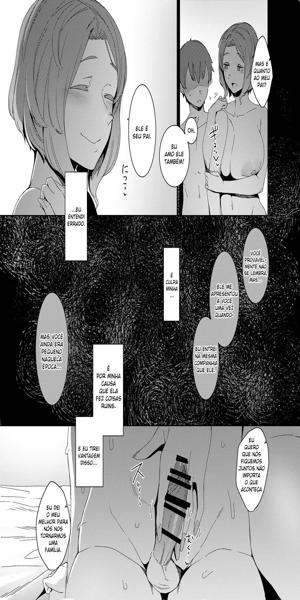 MAS E QUANTO
AO MEU
PAI?
OH,
ELE É
SEU PAI.
EU
AMO ELE
TAMBÉM!
...EU
ENTENDI
ERRADO.
VOCÊ
PROVAVEL-
MENTE NÃO
SE LEMBRA,
MAS...
ELE ME
APRESENTOU
A VOCÊ
UMA VEZ
QUANDO...
EU ENTREI
NA MESMA
COMPANHIA
QUE ELE.
É
CULPA MINHA
...
MAS VOCÊ
AINDA ERA
PEQUENO
NAQUELA
ÉPOCA...
É
POR MINHA
CAUSA
QUE ELA
FEZ COISAS
RUINS.
E EU TIREI
VANTAGEM
DISSO...
EU
QUERO
QUE NÓS
FIQUEMOS
JUNTOS NÃO
IMPORTA O
QUE ACONTEÇA
EU DEI O
MEU MELHOR
PARA NÓS
NOS
TORNARMOS
UMA FAMÍLIA.